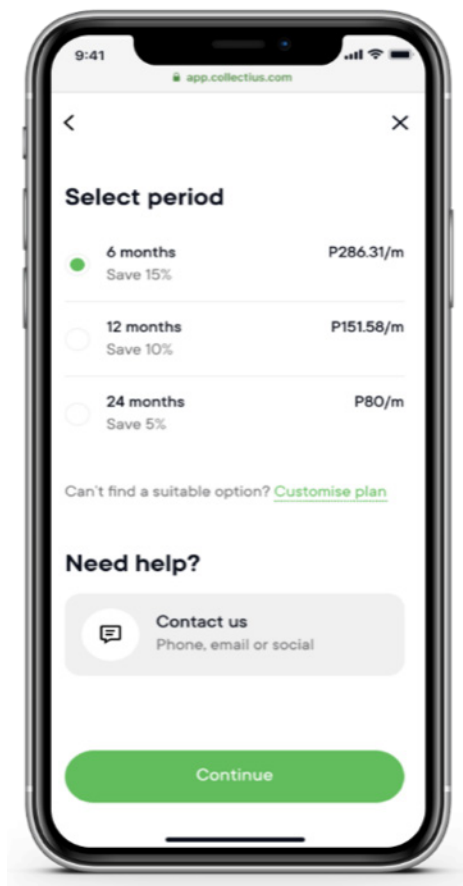 9:41
app.collectius.com
Select period
6 months P286.31/m
Save 15%
12 months P151.58/m
Save 10%
24 months P80/m
Save 5%
Can't find a suitable option? Customise plan
Need help?
Contact us
Phone, email or social
Continue